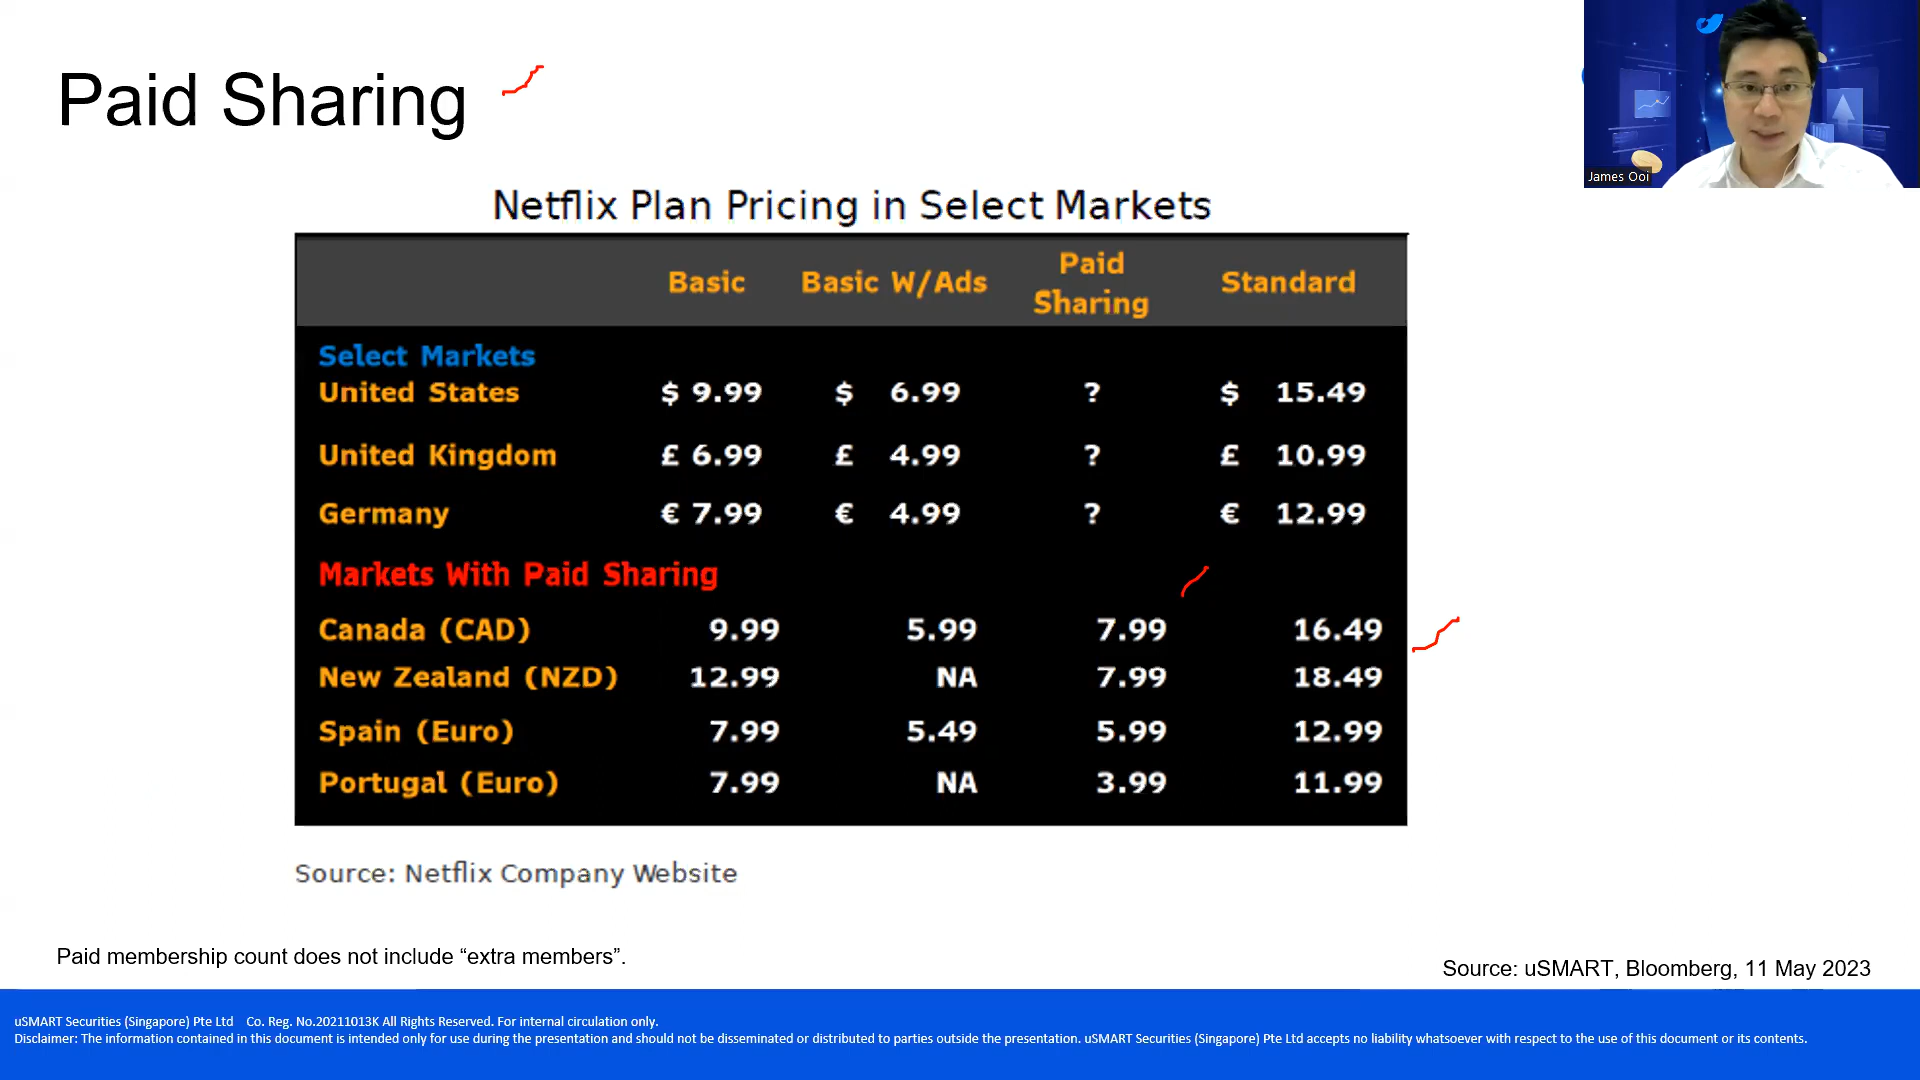 Paid Sharing
James Ooi
Netflix Plan Pricing in Select Markets
Basic Basic W/Ads Paid Sharing Standard
Select Markets
United States $ 9.99 $ 6.99 ? $ 15.49
United Kingdom £ 6.99 £ 4.99 ? £ 10.99
Germany € 7.99 € 4.99 ? € 12.99
Markets With Paid Sharing
Canada (CAD) 9.99 5.99 7.99 16.49
New Zealand (NZD) 12.99 NA 7.99 18.49
Spain (Euro) 7.99 5.49 5.99 12.99
Portugal (Euro) 7.99 NA 3.99 11.99
Source: Netflix Company Website
Paid membership count does not include “extra members”.
Source: uSMART, Bloomberg, 11 May 2023
uSMART Securities (Singapore) Pte Ltd Co. Reg. No.20211013K All Rights Reserved. For internal circulation only.
Disclaimer: The information contained in this document is intended only for use during the presentation and should not be disseminated or distributed to parties outside the presentation. uSMART Securities (Singapore) Pte Ltd accepts no liability whatsoever with respect to the use of this document or its contents.